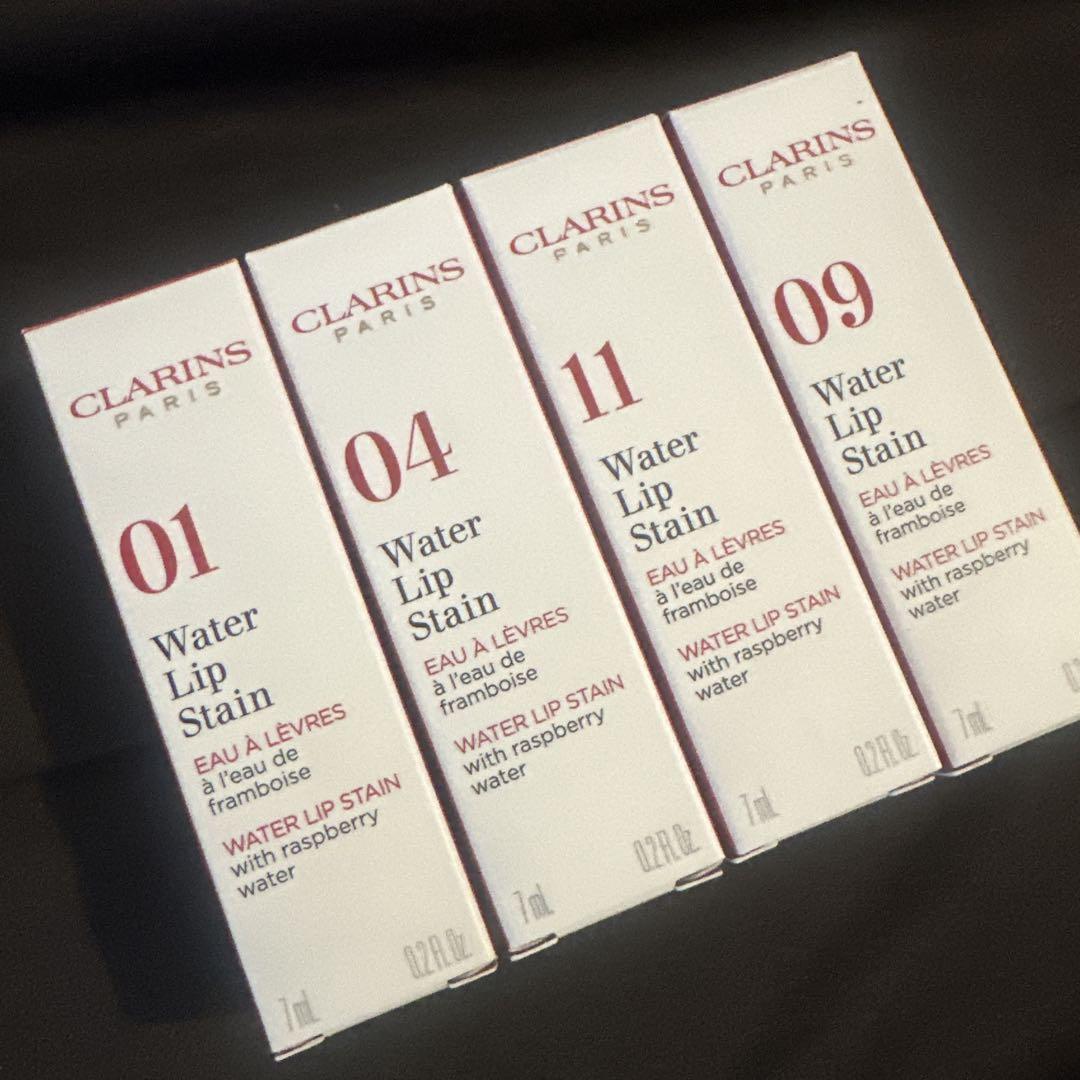 CLARINS
PARIS
01
Water
Lip
Stain
EAU À LÈVRES
à l'eau de
framboise
WATER LIP STAIN
with raspberry
water
7 mL
0.2 Fl. Oz.
CLARINS
PARIS
04
Water
Lip
Stain
EAU À LÈVRES
à l'eau de
framboise
WATER LIP STAIN
with raspberry
water
7 mL
0.2 Fl. Oz.
CLARINS
PARIS
11
Water
Lip
Stain
EAU À LÈVRES
à l'eau de
framboise
WATER LIP STAIN
with raspberry
water
7 mL
0.2 Fl. Oz.
CLARINS
PARIS
09
Water
Lip
Stain
EAU À LÈVRES
à l'eau de
framboise
WATER LIP STAIN
with raspberry
water
7 mL